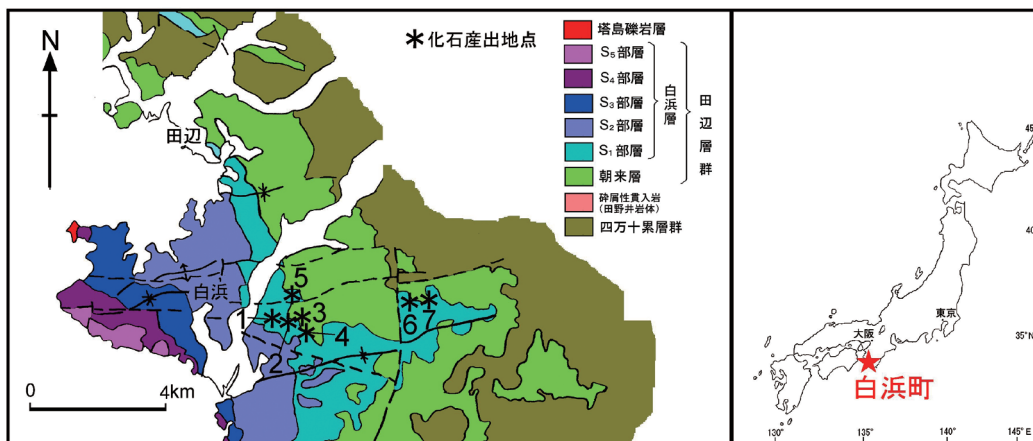 N
田辺
白浜
1
2
3
4
5
6
7
0
4km
*化石産出地点
塔島礫岩層
S5部層
S4部層
S3部層
S2部層
S1部層
朝来層
砕屑性貫入岩
(田野井岩体)
四万十累層群
白浜層
田辺層群
45
40
35°N
東京
大阪
白浜町
130°
135°
140°
145°E